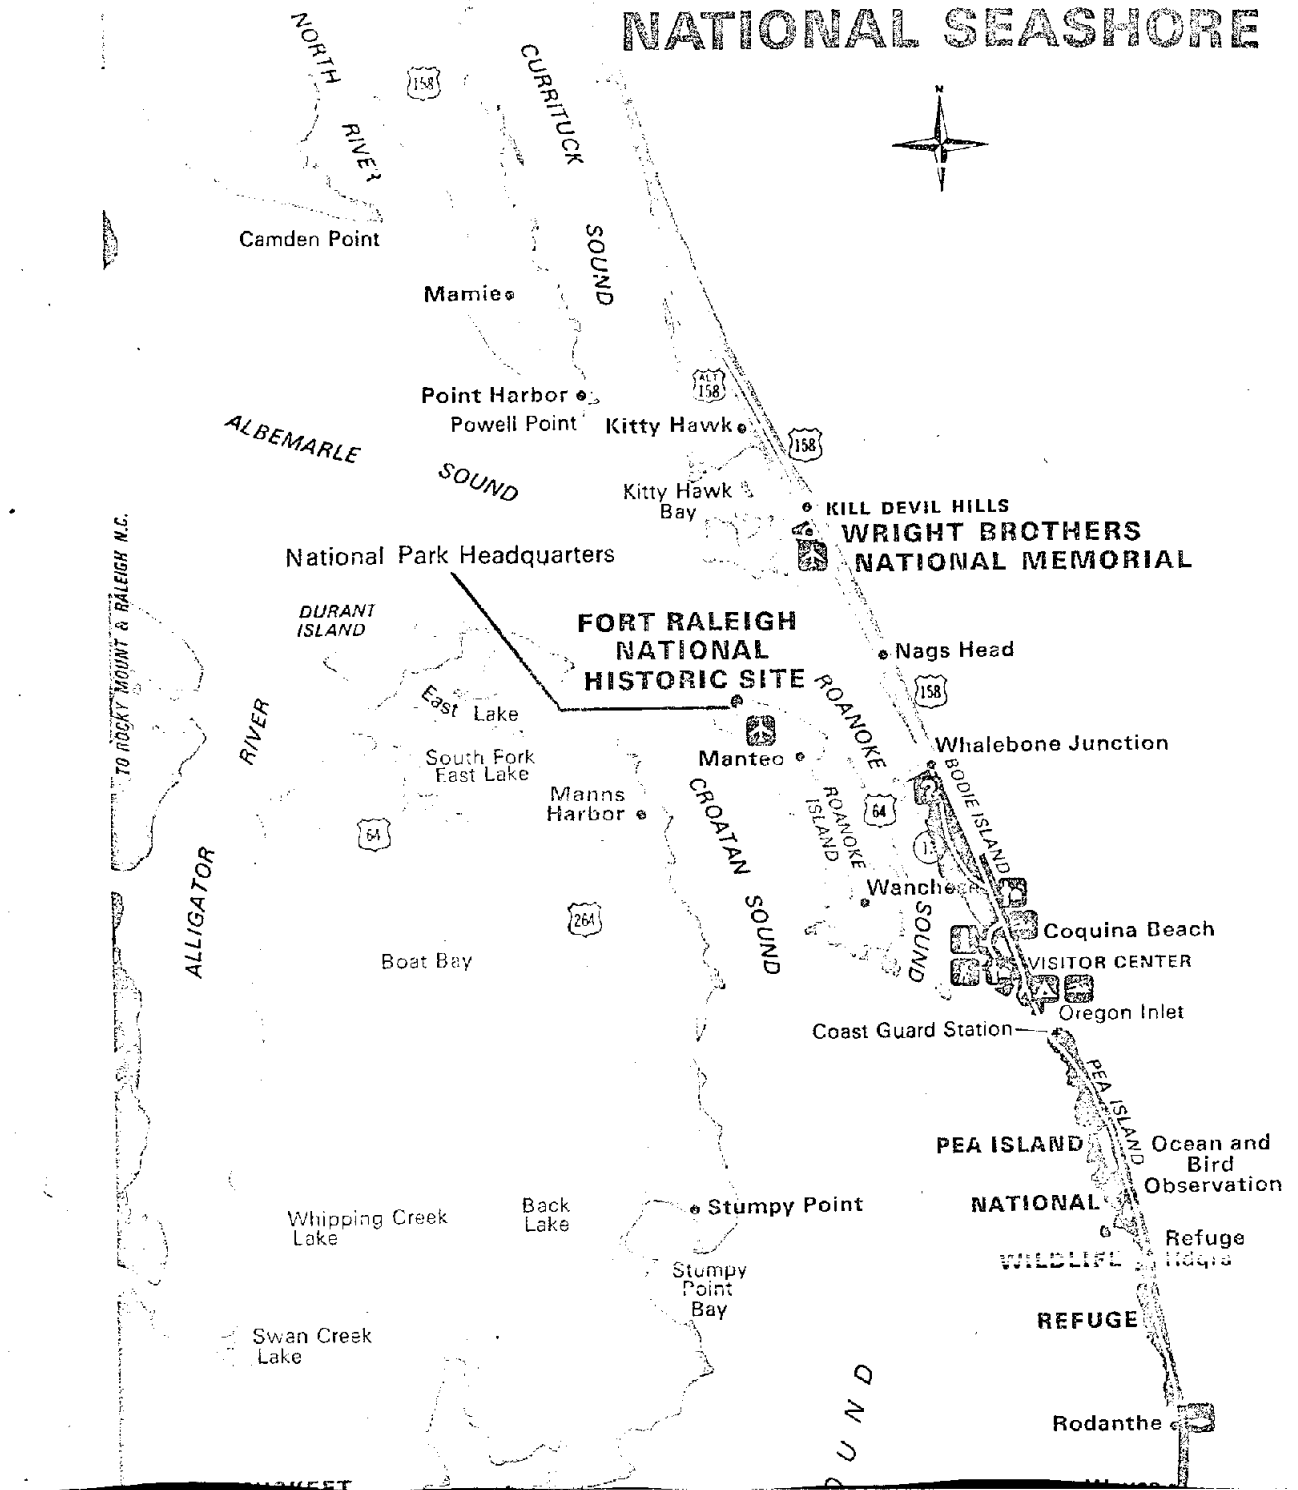 NATIONAL SEASHORE
N
NORTH
RIVER
158
CURRITUCK
SOUND
Camden Point
Mamie
Point Harbor
Powell Point
ALT
158
Kitty Hawk
158
ALBEMARLE
SOUND
Kitty Hawk
Bay
KILL DEVIL HILLS
WRIGHT BROTHERS
NATIONAL MEMORIAL
TO ROCKY MOUNT & RALEIGH N.C.
National Park Headquarters
DURANT
ISLAND
FORT RALEIGH
NATIONAL
HISTORIC SITE
Nags Head
158
East Lake
South Fork
East Lake
ROANOKE
SOUND
Whalebone Junction
Manteo
Manns
Harbor
ROANOKE
ISLAND
64
BODIE ISLAND
64
ALLIGATOR
RIVER
CROATAN SOUND
264
Boat Bay
Coquina Beach
VISITOR CENTER
Oregon Inlet
Coast Guard Station
PEA ISLAND
PEA ISLAND
NATIONAL
WILDLIFE
REFUGE
Ocean and
Bird
Observation
Refuge
Hdqrs
Whipping Creek
Lake
Back
Lake
Stumpy Point
Stumpy
Point
Bay
Swan Creek
Lake
Rodanthe